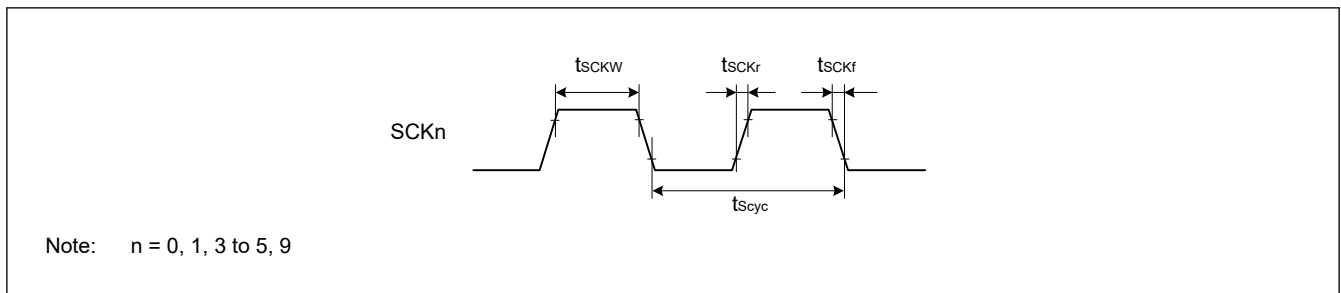 tSCKW tSCKr tSCKf
SCKn
tScyc
Note: n = 0, 1, 3 to 5, 9